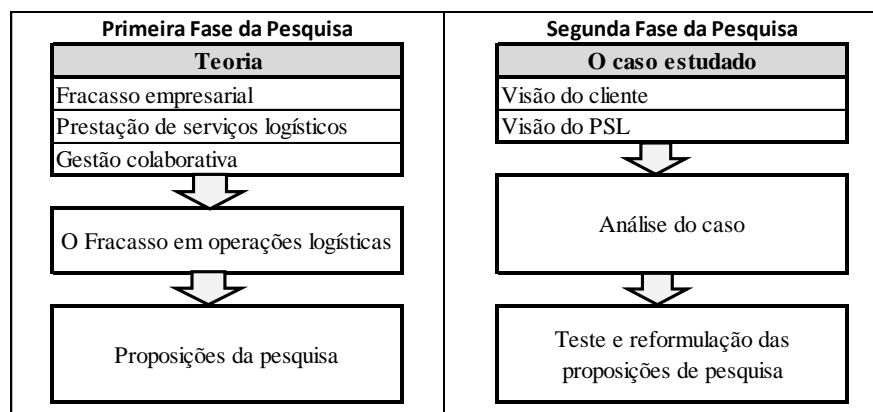 Primeira Fase da Pesquisa
Teoria
Fracasso empresarial
Prestação de serviços logísticos
Gestão colaborativa
O Fracasso em operações logísticas
Proposições da pesquisa
Segunda Fase da Pesquisa
O caso estudado
Visão do cliente
Visão do PSL
Análise do caso
Teste e reformulação das
proposições de pesquisa